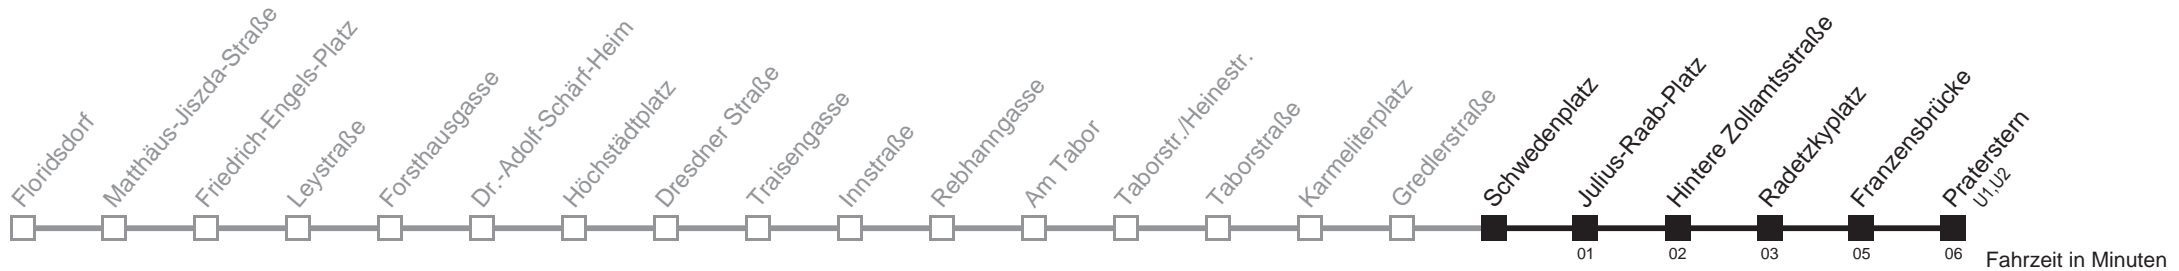 Floridsdorf
Matthäus-Jiszda-Straße
Friedrich-Engels-Platz
Leystraße
Forsthausgasse
Dr.-Adolf-Schärf-Heim
Höchstädtplatz
Dresdner Straße
Traisengasse
Innstraße
Rebhanngasse
Am Tabor
Taborstr./Heinestr.
Taborstraße
Karmeliterplatz
Gredlerstraße
Schwedenplatz
Julius-Raab-Platz
Hintere Zollamtsstraße
Radetzkyplatz
Franzensbrücke
Praterstern
U1,U2
01 02 03 05 06
Fahrzeit in Minuten